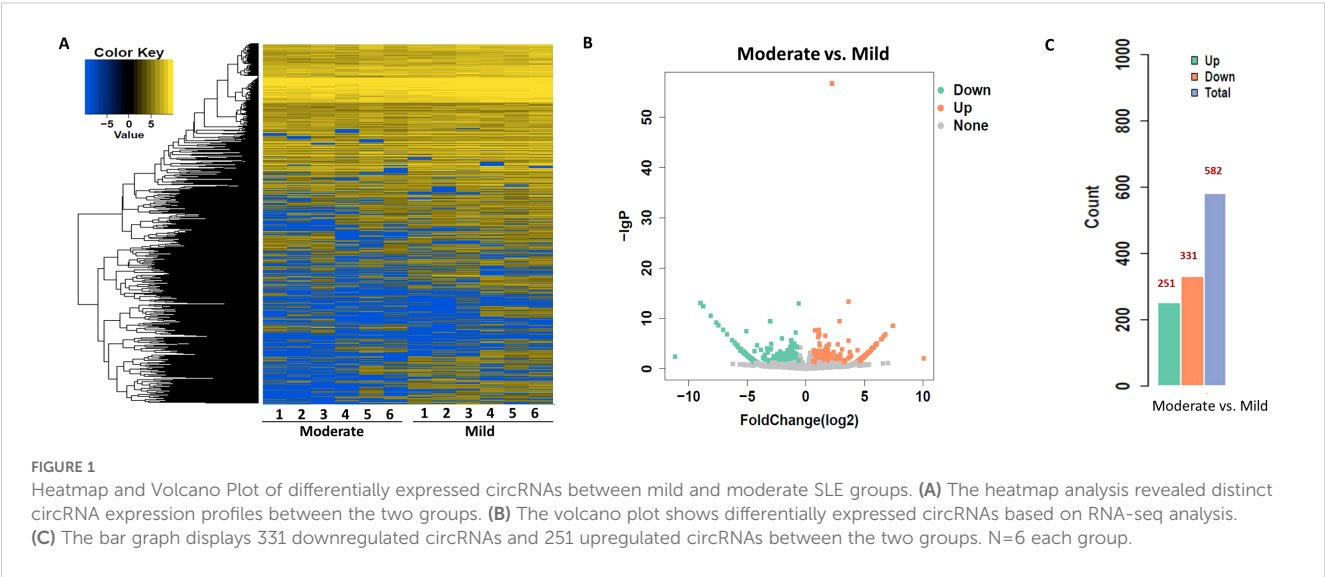 A
Color Key
−5 0 5
Value
1 2 3 4 5 6 1 2 3 4 5 6
Moderate Mild
B
Moderate vs. Mild
Down
Up
None
50
40
30
20
10
0
−lgP
−10 −5 0 5 10
FoldChange(log2)
C
Up
Down
Total
1000
800
600
400
200
0
Count
251
331
582
Moderate vs. Mild
FIGURE 1
Heatmap and Volcano Plot of differentially expressed circRNAs between mild and moderate SLE groups. (A) The heatmap analysis revealed distinct
circRNA expression profiles between the two groups. (B) The volcano plot shows differentially expressed circRNAs based on RNA-seq analysis.
(C) The bar graph displays 331 downregulated circRNAs and 251 upregulated circRNAs between the two groups. N=6 each group.